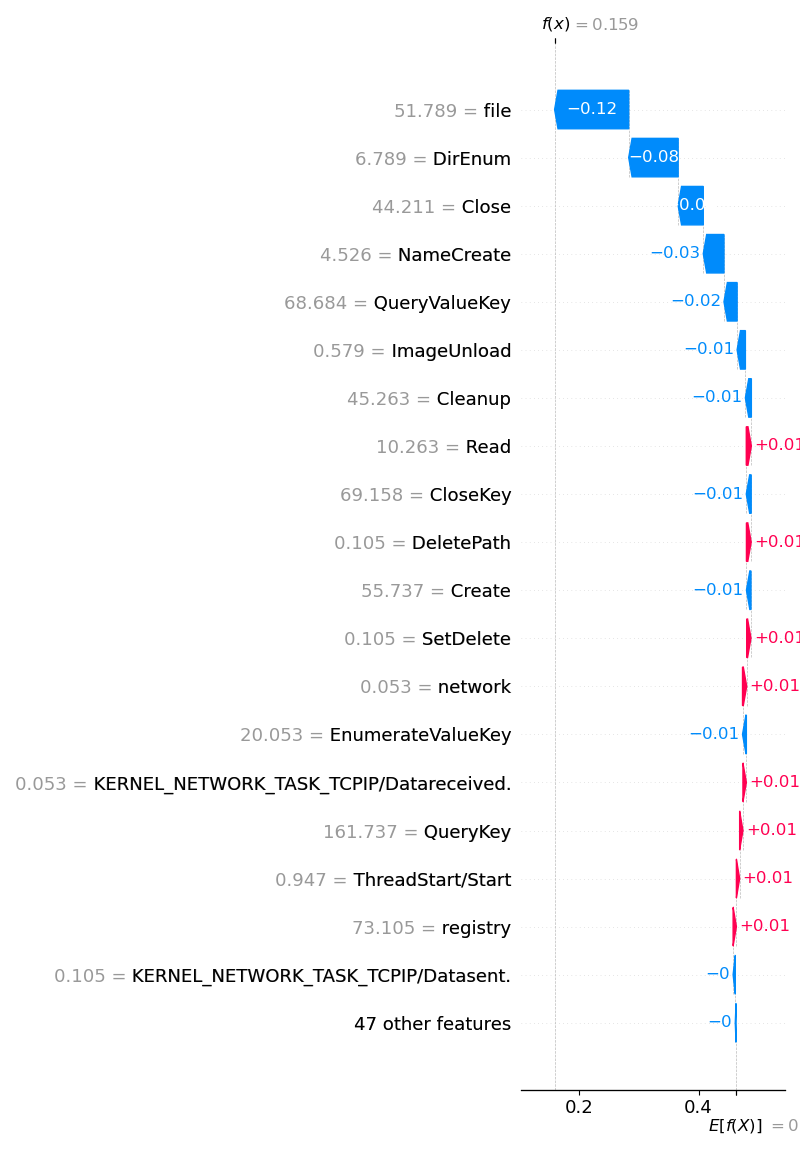 f(x) = 0.159
51.789 = file
−0.12
6.789 = DirEnum
−0.08
44.211 = Close
0.0
4.526 = NameCreate
−0.03
68.684 = QueryValueKey
−0.02
0.579 = ImageUnload
−0.01
45.263 = Cleanup
−0.01
10.263 = Read
+0.01
69.158 = CloseKey
−0.01
0.105 = DeletePath
+0.01
55.737 = Create
−0.01
0.105 = SetDelete
+0.01
0.053 = network
+0.01
20.053 = EnumerateValueKey
−0.01
0.053 = KERNEL_NETWORK_TASK_TCPIP/Datareceived.
+0.01
161.737 = QueryKey
+0.01
0.947 = ThreadStart/Start
+0.01
73.105 = registry
+0.01
0.105 = KERNEL_NETWORK_TASK_TCPIP/Datasent.
−0
47 other features
−0
0.2 0.4
E[f(X)] = 0